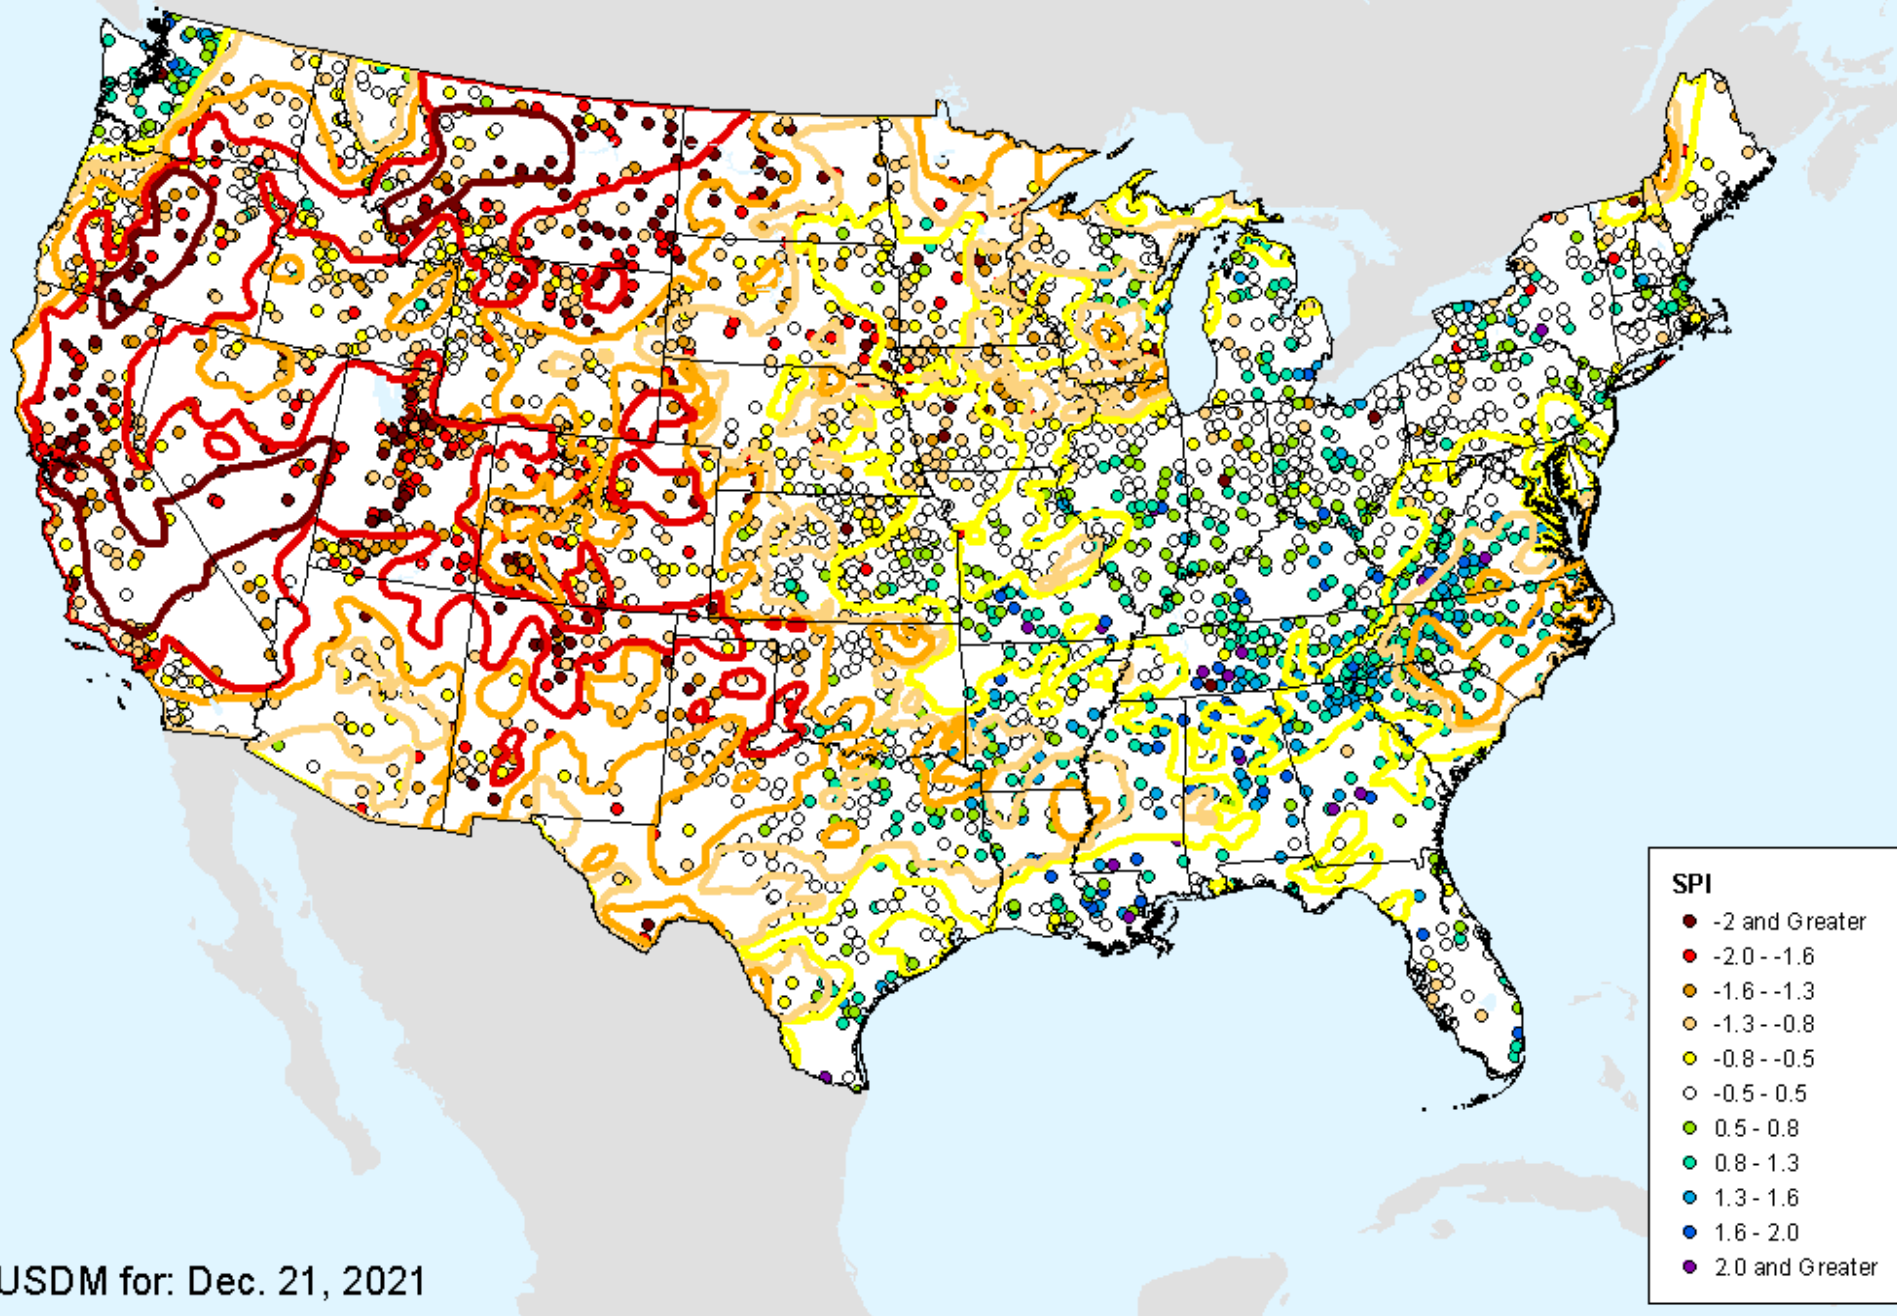 SPI
-2 and Greater
-2.0 - -1.6
-1.6 - -1.3
-1.3 - -0.8
-0.8 - -0.5
-0.5 - 0.5
0.5 - 0.8
0.8 - 1.3
1.3 - 1.6
1.6 - 2.0
2.0 and Greater
USDM for: Dec. 21, 2021